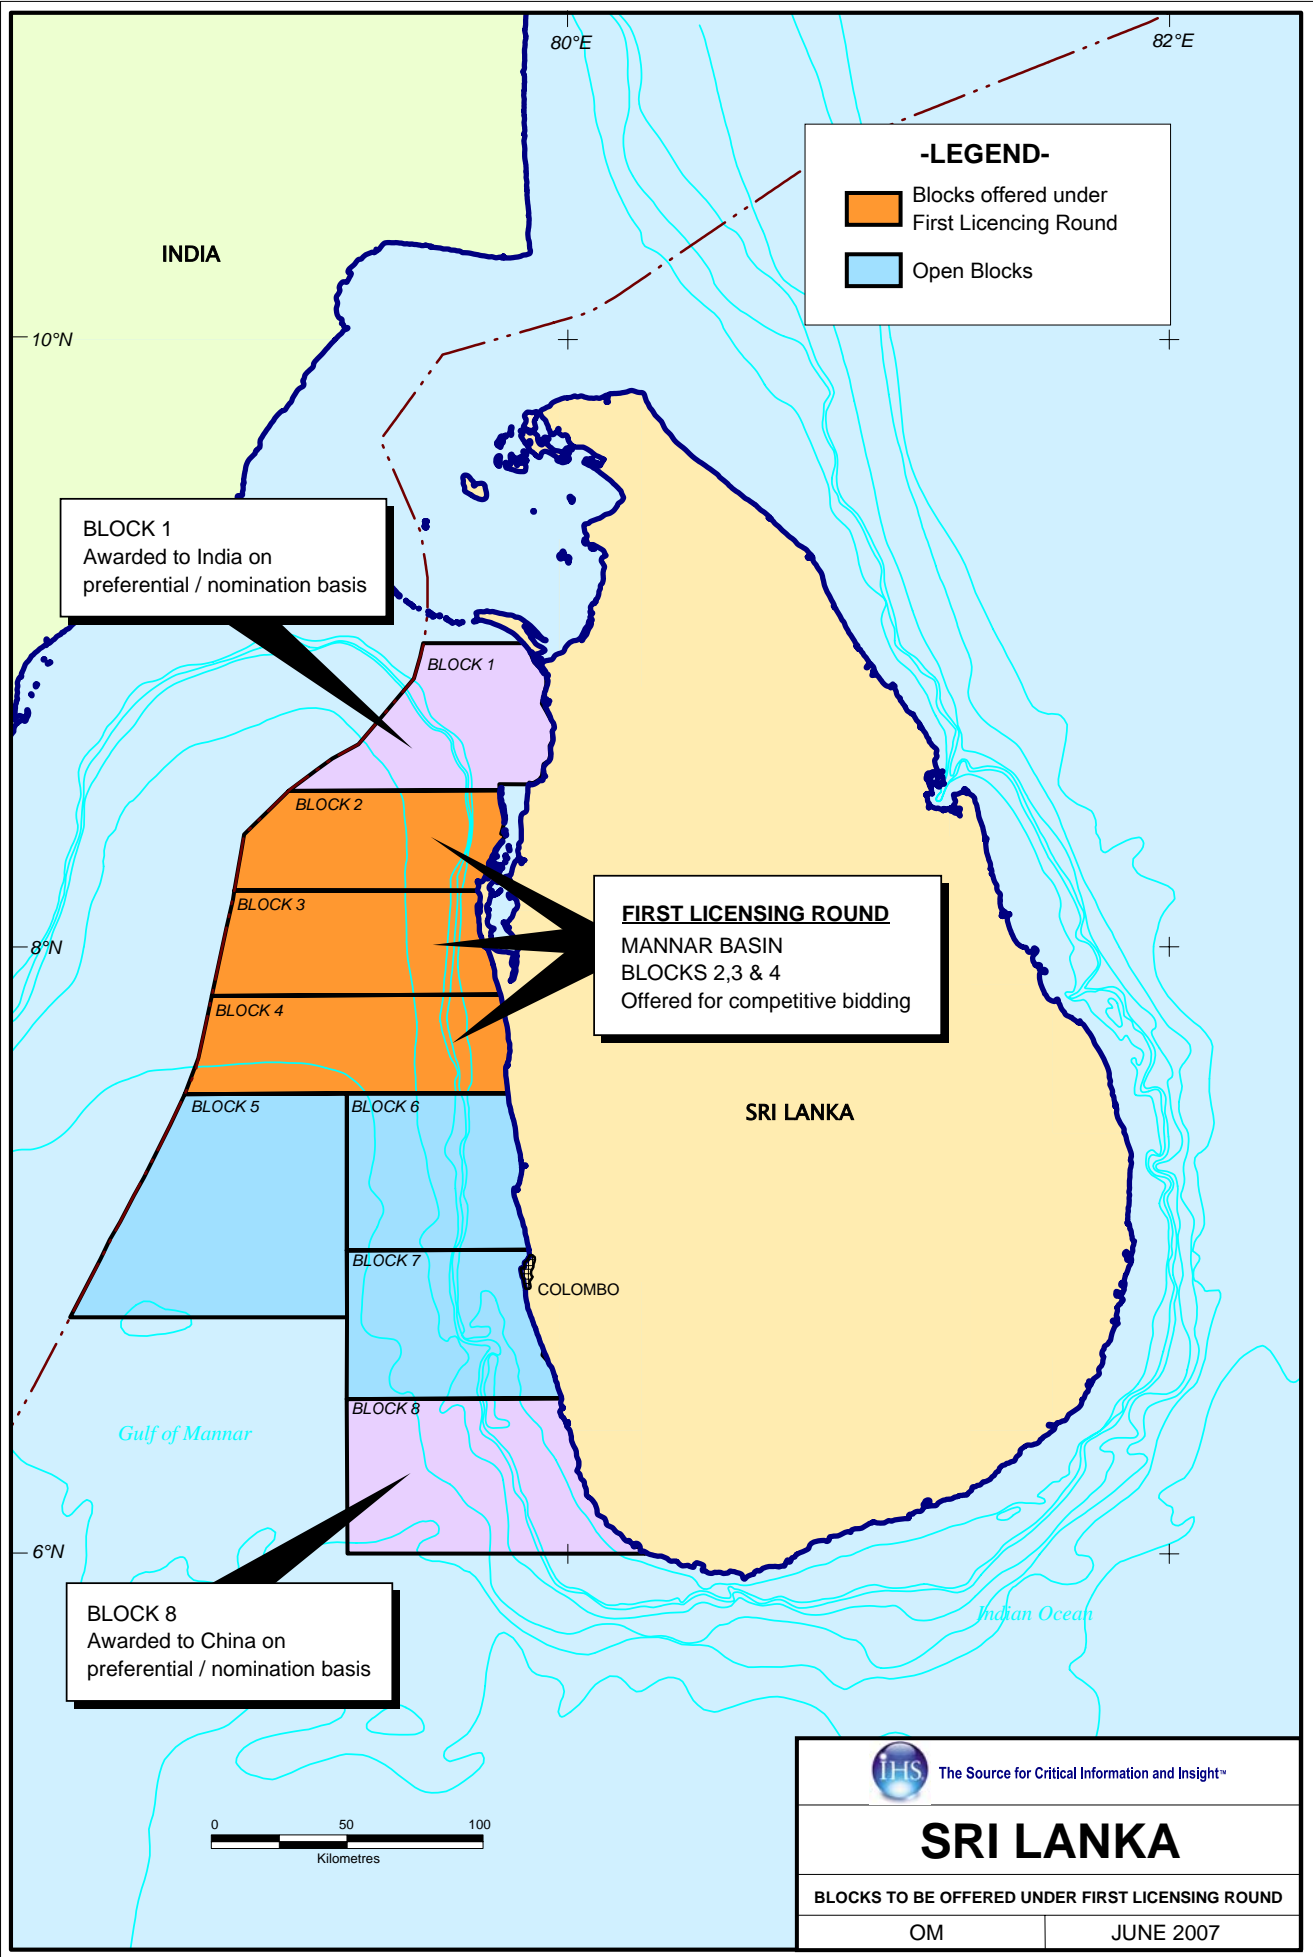 80°E
82°E
-LEGEND-
Blocks offered under
First Licencing Round
Open Blocks
INDIA
10°N
BLOCK 1
Awarded to India on
preferential / nomination basis
BLOCK 1
BLOCK 2
BLOCK 3
FIRST LICENSING ROUND
MANNAR BASIN
BLOCKS 2,3 & 4
Offered for competitive bidding
8°N
BLOCK 4
BLOCK 5
BLOCK 6
SRI LANKA
BLOCK 7
COLOMBO
BLOCK 8
Gulf of Mannar
6°N
BLOCK 8
Awarded to China on
preferential / nomination basis
Indian Ocean
0 50 100
Kilometres
IHS
The Source for Critical Information and Insight™
SRI LANKA
BLOCKS TO BE OFFERED UNDER FIRST LICENSING ROUND
OM JUNE 2007